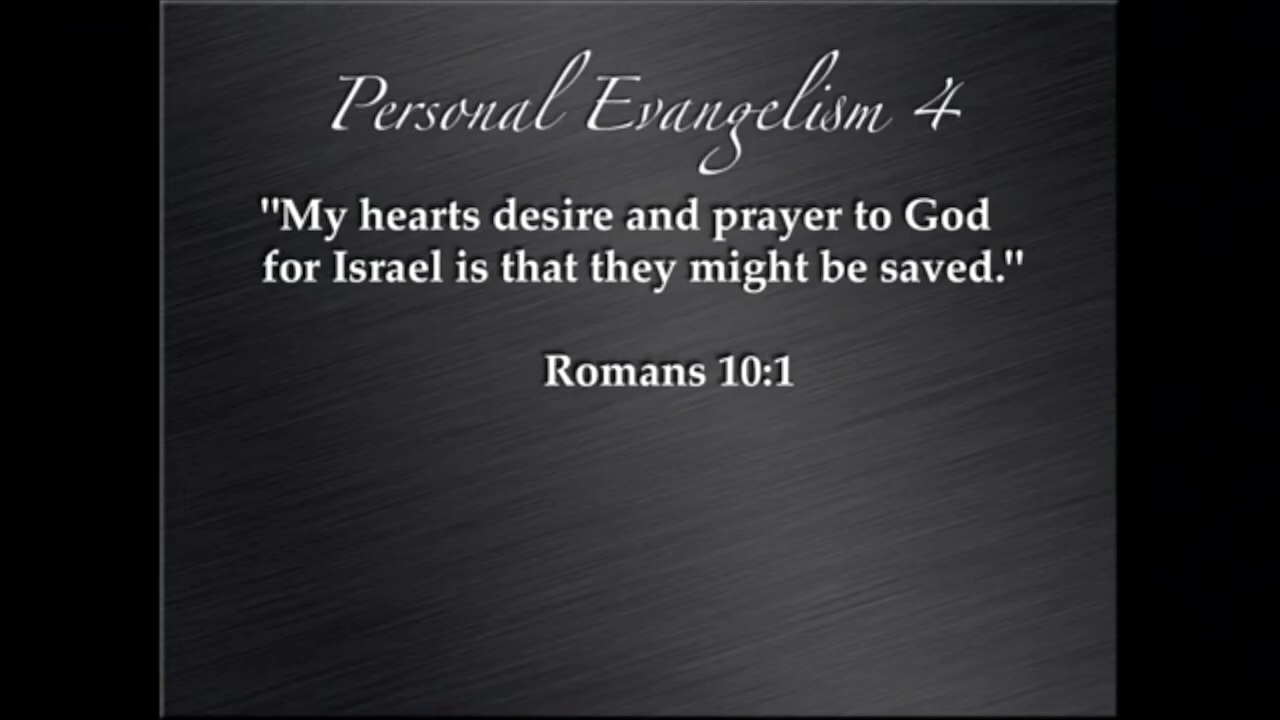 Personal Evangelism 4
"My hearts desire and prayer to God
for Israel is that they might be saved."
Romans 10:1